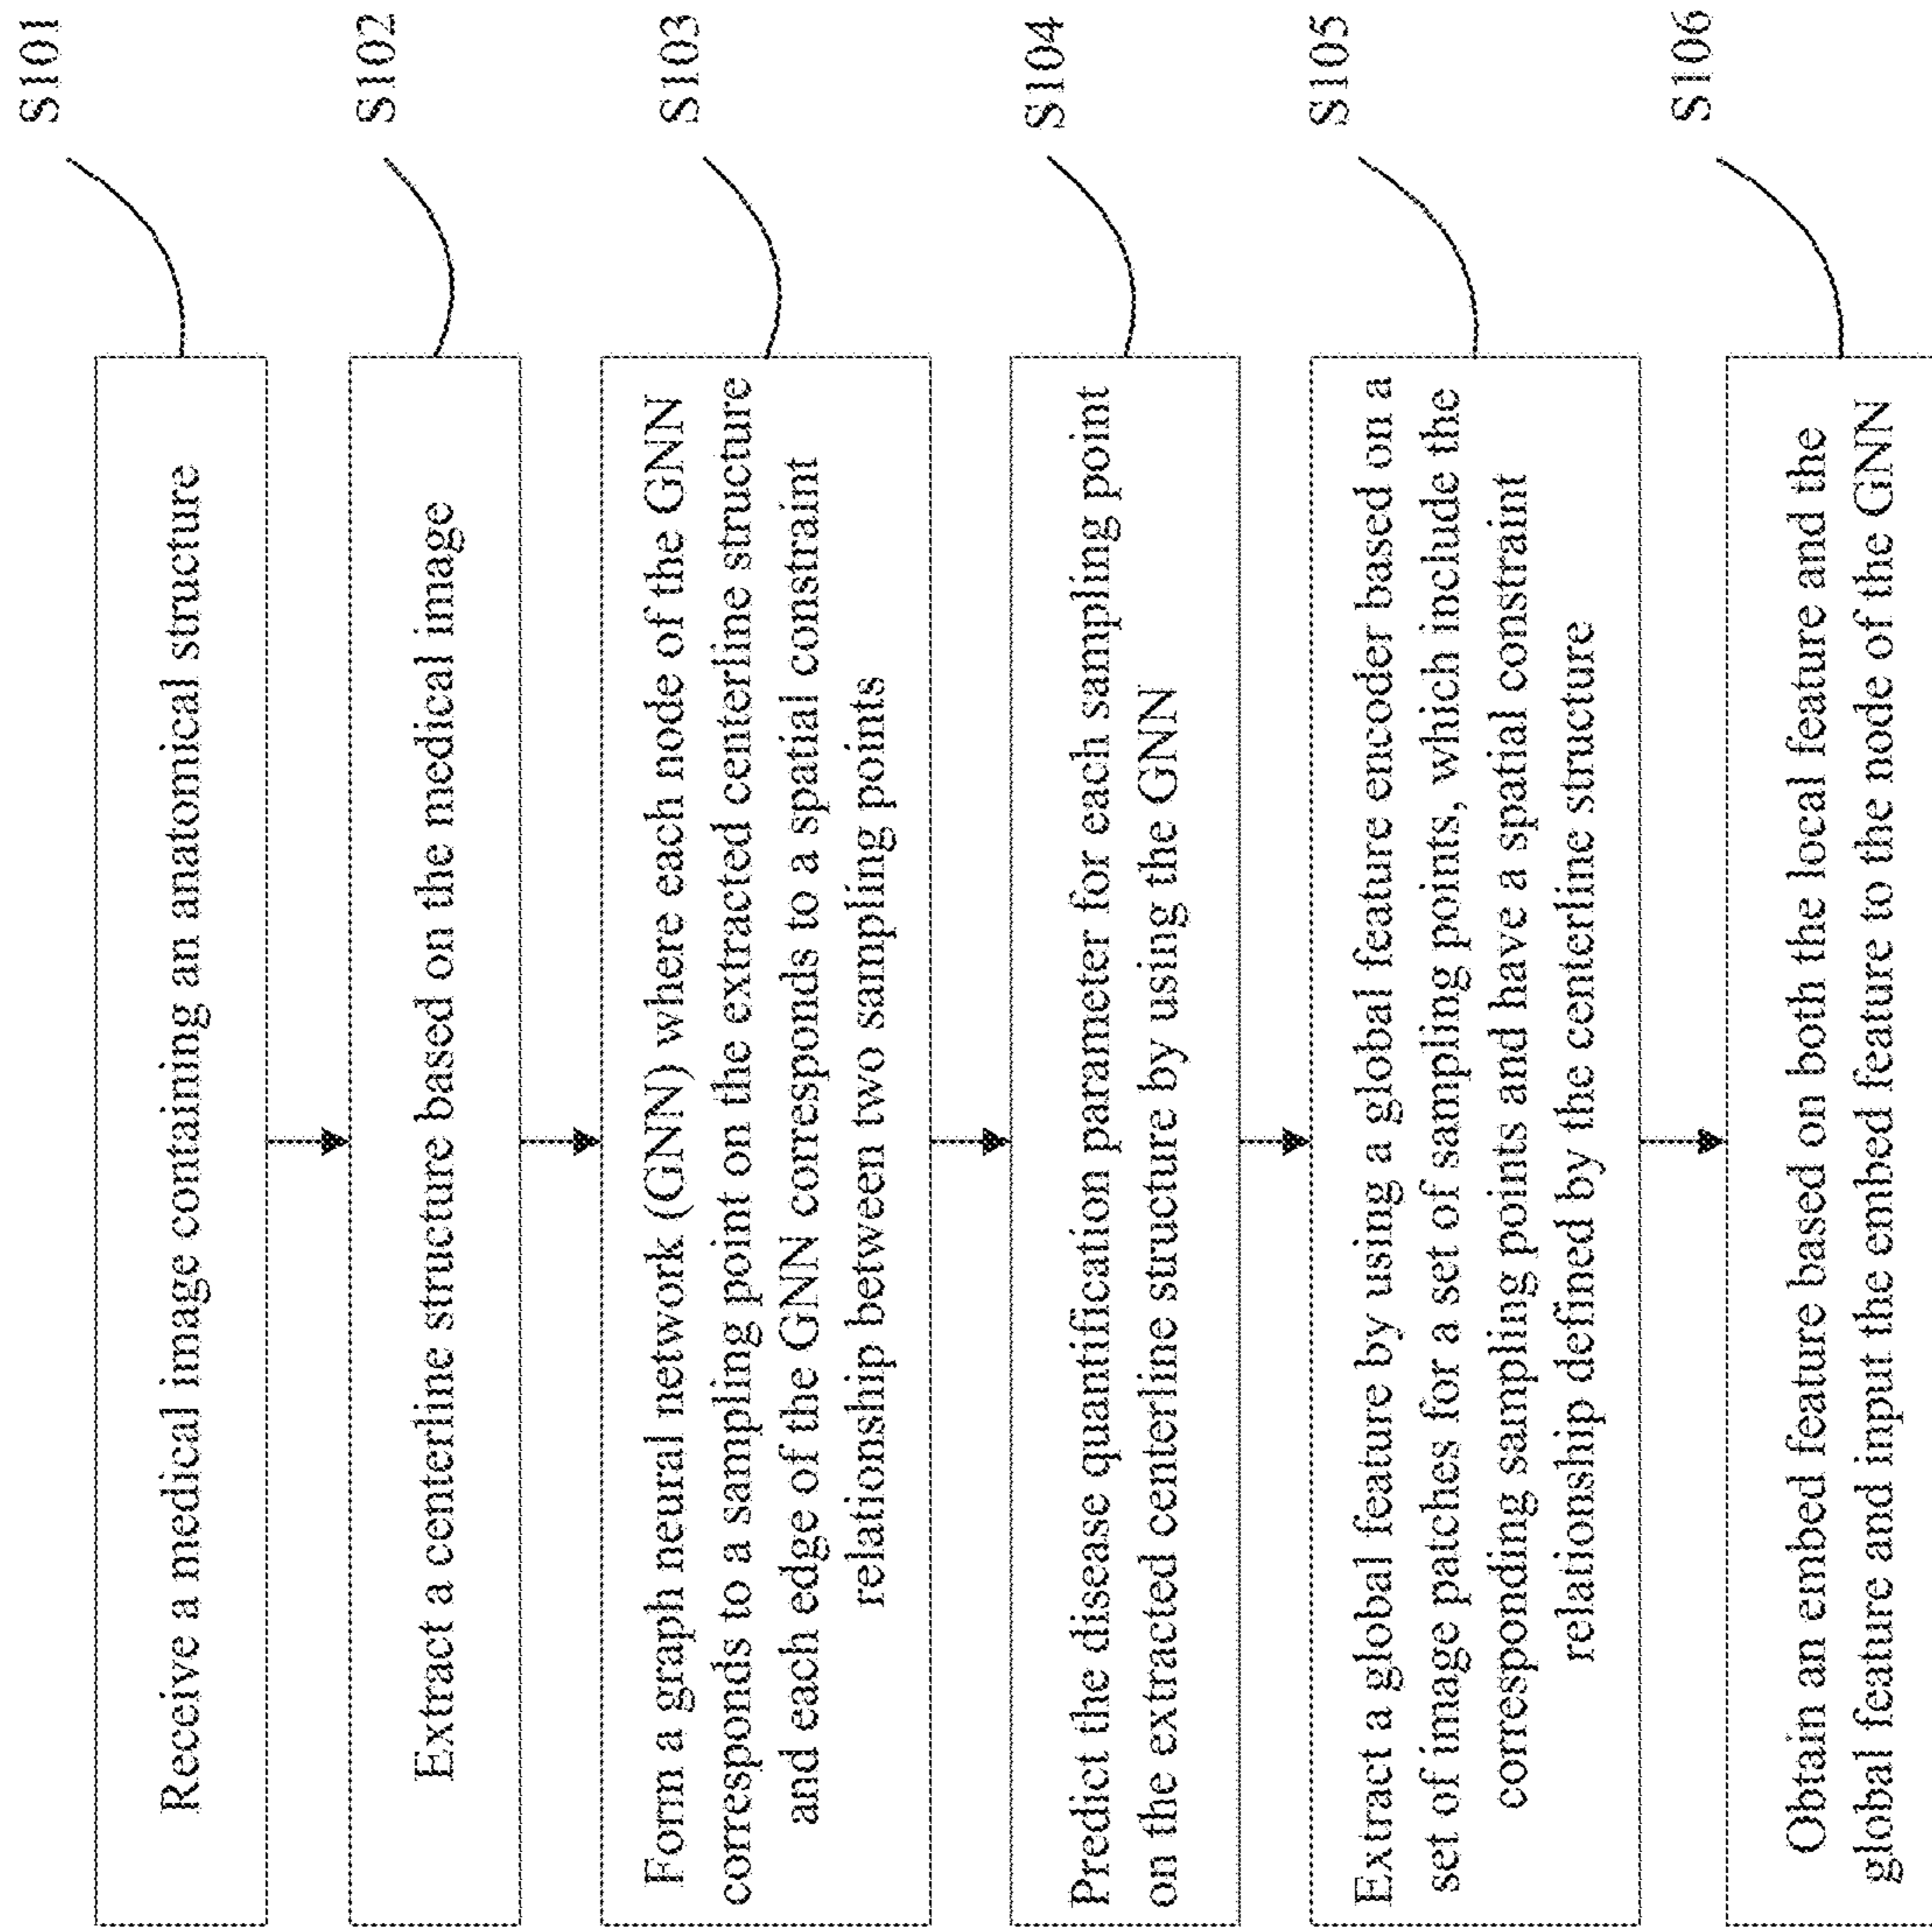 S101
Receive a medical image containing an anatomical structure
S102
Extract a centerline structure based on the medical image
S103
Form a graph neural network (GNN) where each node of the GNN
corresponds to a sampling point on the extracted centerline structure
and each edge of the GNN corresponds to a spatial constraint
relationship between two sampling points
S104
Predict the disease quantification parameter for each sampling point
on the extracted centerline structure by using the GNN
S105
Extract a global feature by using a global feature encoder based on a
set of image patches for a set of sampling points, which include the
corresponding sampling points and have a spatial constraint
relationship defined by the centerline structure
S106
Obtain an embed feature based on both the local feature and the
global feature and input the embed feature to the node of the GNN